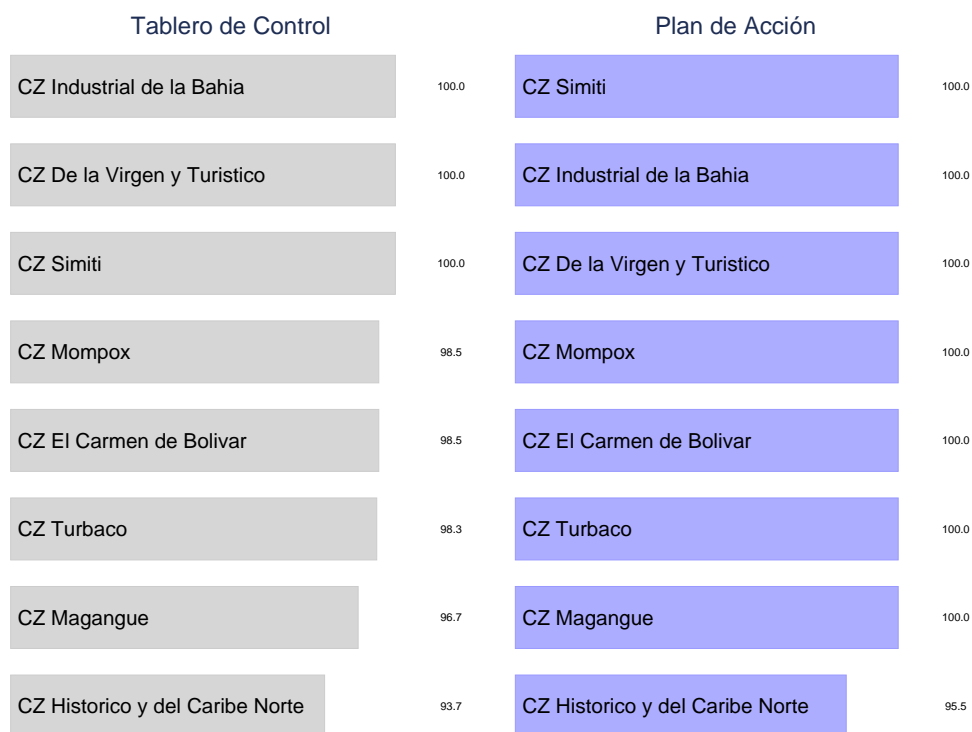 Tablero de Control
CZ Industrial de la Bahia 100.0
CZ De la Virgen y Turistico 100.0
CZ Simiti 100.0
CZ Mompox 98.5
CZ El Carmen de Bolivar 98.5
CZ Turbaco 98.3
CZ Magangue 96.7
CZ Historico y del Caribe Norte 93.7
Plan de Acción
CZ Simiti 100.0
CZ Industrial de la Bahia 100.0
CZ De la Virgen y Turistico 100.0
CZ Mompox 100.0
CZ El Carmen de Bolivar 100.0
CZ Turbaco 100.0
CZ Magangue 100.0
CZ Historico y del Caribe Norte 95.5